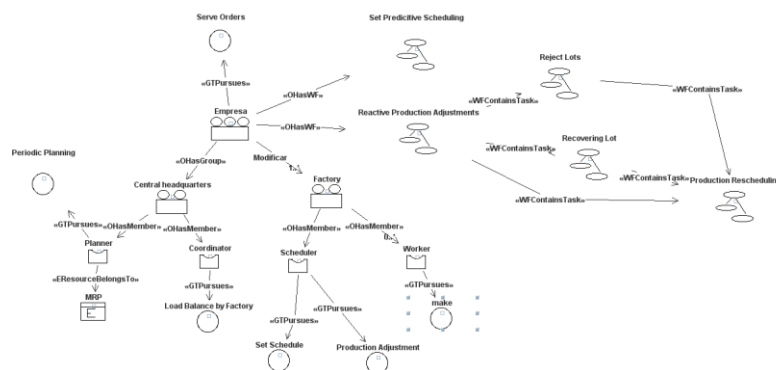 Serve Orders
Set Predicitive Scheduling
Reject Lots
«GTPursues»
«OHasWF»
«WFContainsTask»
«WFContainsTask»
Empresa
Reactive Production Adjustments
«OHasWF»
Recovering Lot
Periodic Planning
«OHasGroup»
Modificar
«WFContainsTask»
«WFContainsTask»
Central headquarters
Factory
Production Rescheduling
«WFContainsTask»
«GTPursues»
«OHasMember»
«OHasMember»
«OHasMember»
«OHasMember»
Planner
Coordinator
Scheduler
Worker
«EResourceBelongsTo»
«GTPursues»
«GTPursues»
MRP
E
Load Balance by Factory
«GTPursues»
«GTPursues»
make
Set Schedule
Production Adjustment